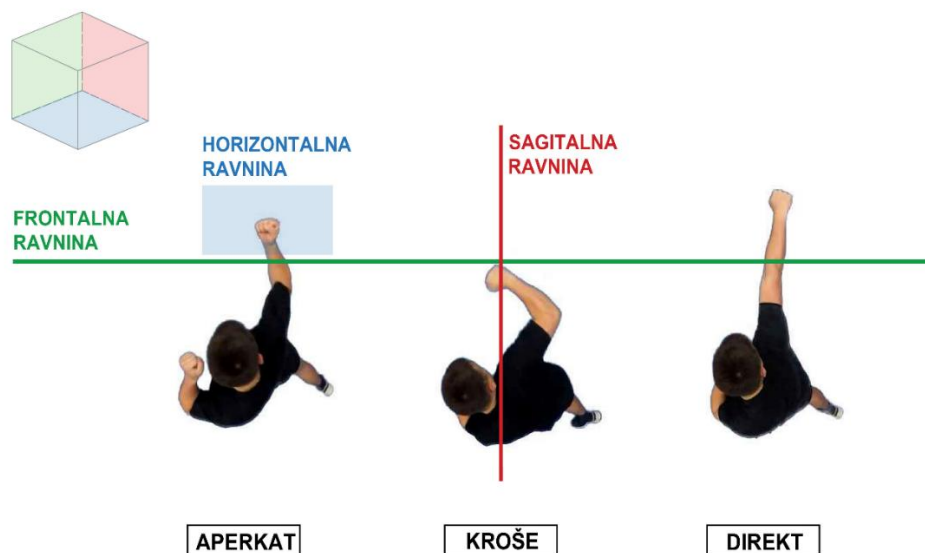 HORIZONTALNA
RAVNINA
SAGITALNA
RAVNINA
FRONTALNA
RAVNINA
APERKAT
KROŠE
DIREKT